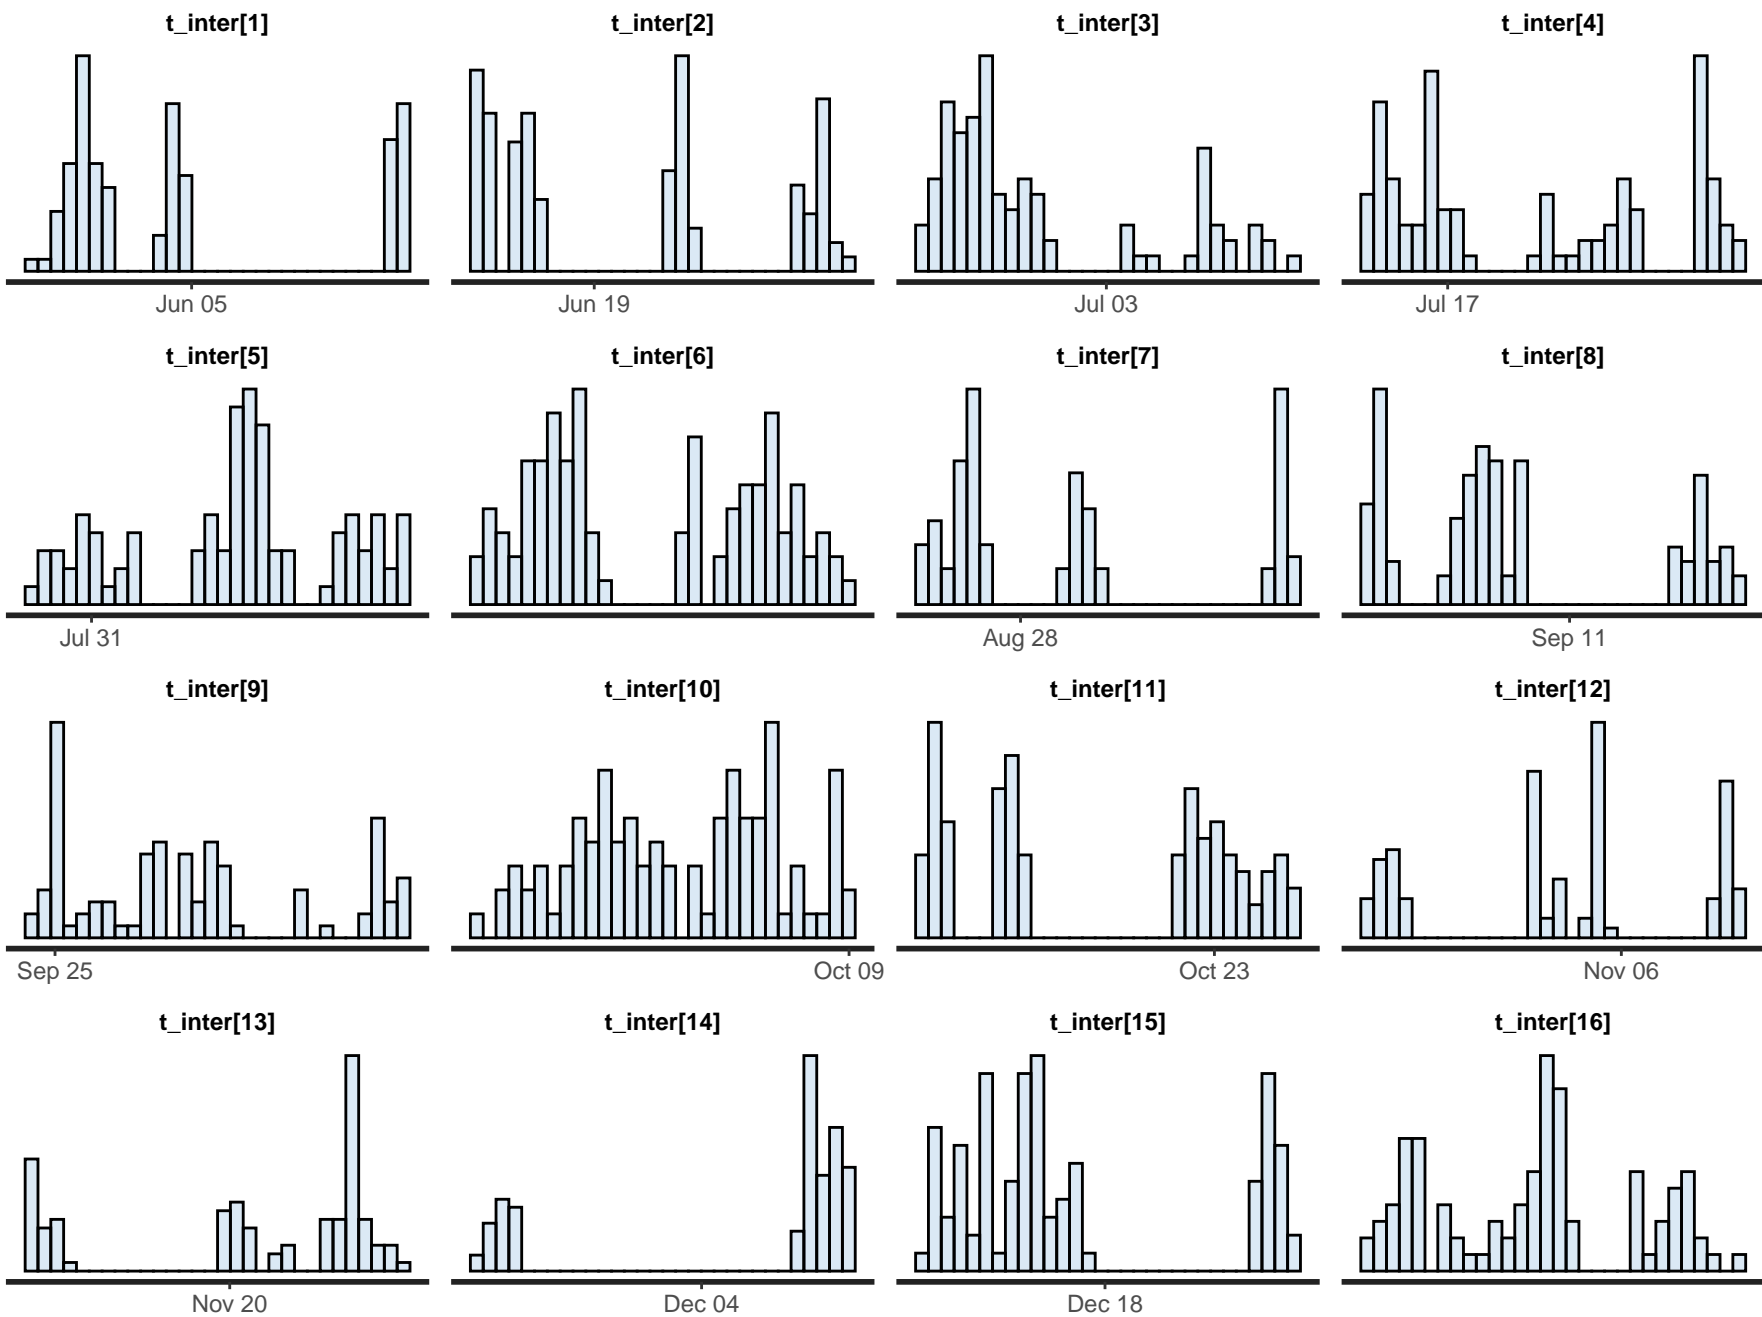 t_inter[1] t_inter[2] t_inter[3] t_inter[4]
Jun 05 Jun 19 Jul 03 Jul 17
t_inter[5] t_inter[6] t_inter[7] t_inter[8]
Jul 31 Aug 28 Sep 11
t_inter[9] t_inter[10] t_inter[11] t_inter[12]
Sep 25 Oct 09 Oct 23 Nov 06
t_inter[13] t_inter[14] t_inter[15] t_inter[16]
Nov 20 Dec 04 Dec 18